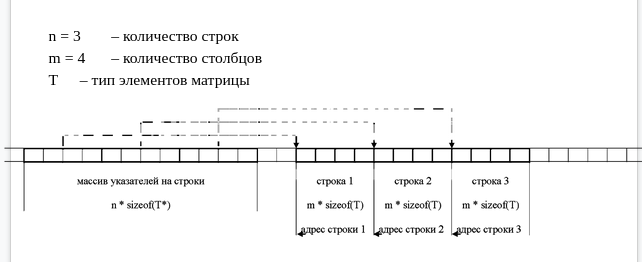 n = 3 – количество строк
m = 4 – количество столбцов
T – тип элементов матрицы
массив указателей на строки строка 1 строка 2 строка 3
n * sizeof(T*) m * sizeof(T) m * sizeof(T) m * sizeof(T)
адрес строки 1 адрес строки 2 адрес строки 3